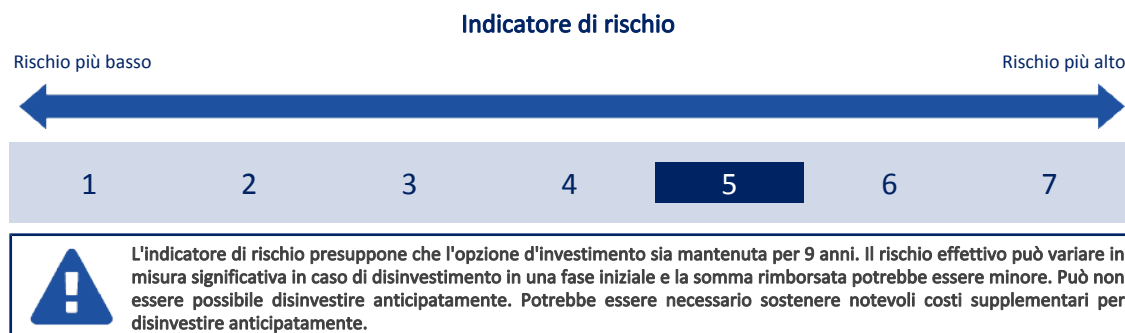 Indicatore di rischio
Rischio più basso
Rischio più alto
1 2 3 4 5 6 7
L'indicatore di rischio presuppone che l'opzione d'investimento sia mantenuta per 9 anni. Il rischio effettivo può variare in
misura significativa in caso di disinvestimento in una fase iniziale e la somma rimborsata potrebbe essere minore. Può non
essere possibile disinvestire anticipatamente. Potrebbe essere necessario sostenere notevoli costi supplementari per
disinvestire anticipatamente.